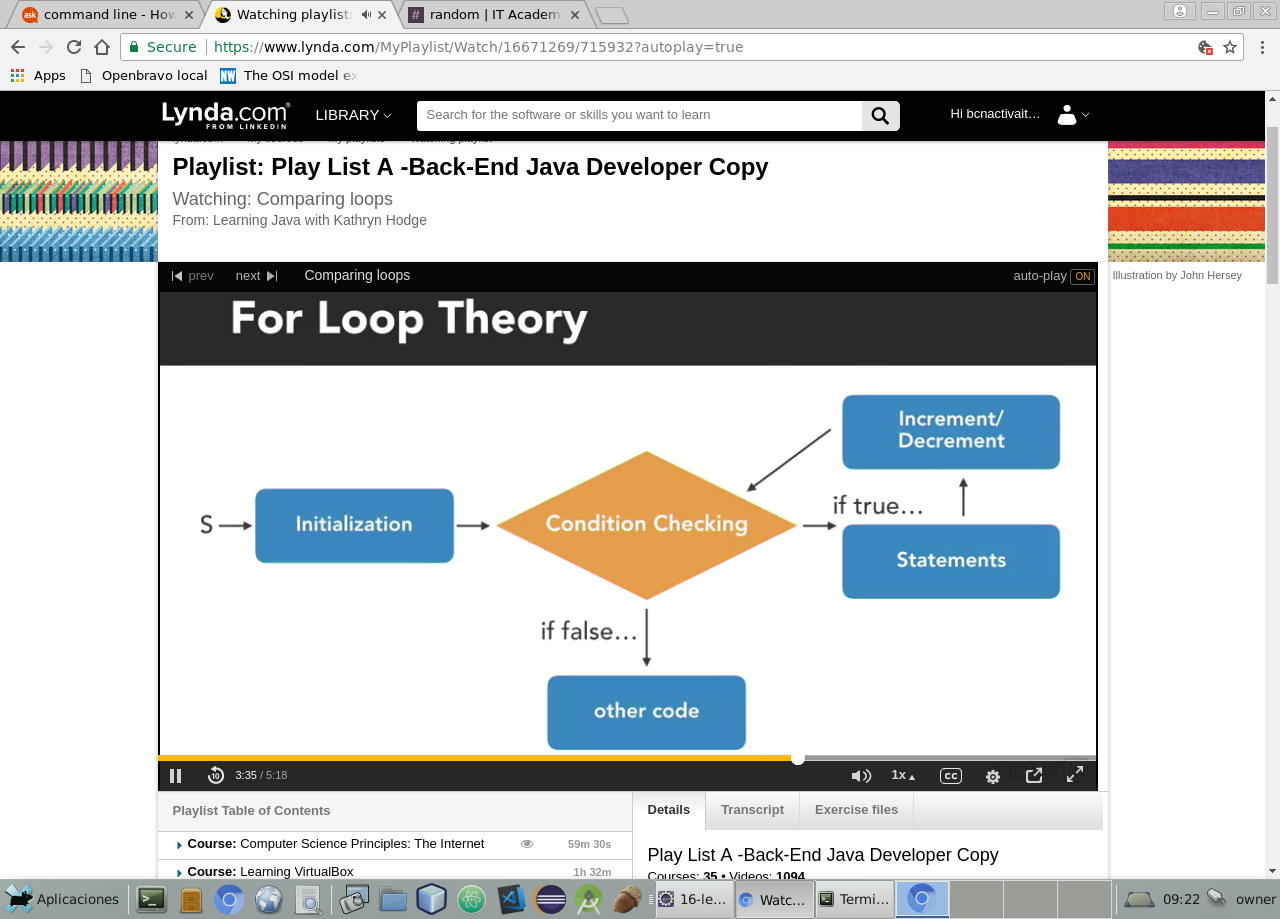 command line - How
Watching playlist:
random | IT Academ
Secure
https://www.lynda.com/MyPlaylist/Watch/16671269/715932?autoplay=true
Apps
Openbravo local
NW
The OSI model ex
Lynda.com®
FROM LINKEDIN
LIBRARY
Search for the software or skills you want to learn
Hi bcnactivait…
Playlist: Play List A -Back-End Java Developer Copy
Watching: Comparing loops
From: Learning Java with Kathryn Hodge
Illustration by John Hersey
prev
next
Comparing loops
auto-play ON
For Loop Theory
Increment/
Decrement
if true…
S
Initialization
Condition Checking
Statements
if false…
other code
10
3:35 / 5:18
1x
cc
Playlist Table of Contents
Details
Transcript
Exercise files
Course: Computer Science Principles: The Internet
59m 30s
Play List A -Back-End Java Developer Copy
Course: Learning VirtualBox
1h 32m
Courses: 35 • Videos: 1094
Aplicaciones
16-le...
Watc...
Termi...
09:22
owner